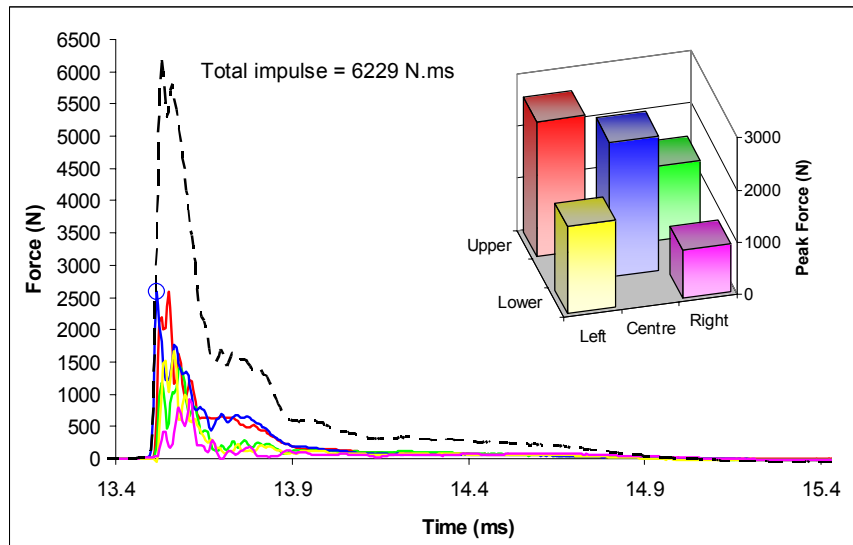 6500
6000
5500
5000
4500
4000
3500
3000
2500
2000
1500
1000
500
0
Force (N)
13.4 13.9 14.4 14.9 15.4
Time (ms)
Total impulse = 6229 N.ms
Upper
Lower
Left
Centre
Right
3000
2000
1000
0
Peak Force (N)